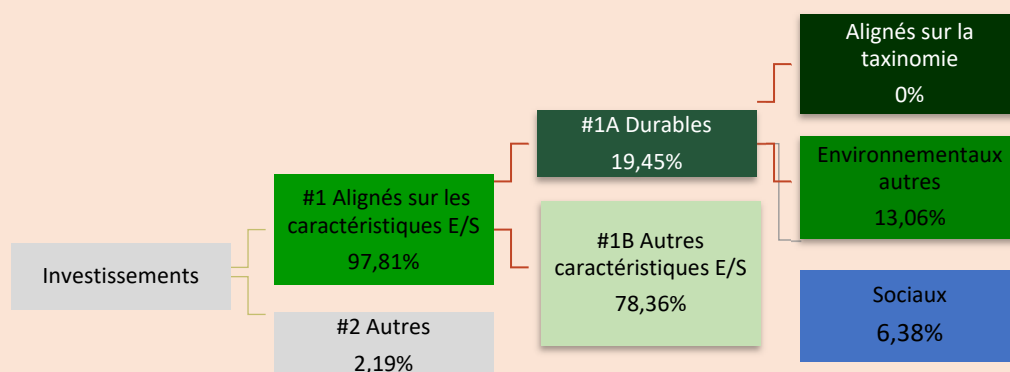 Investissements
#1 Alignés sur les
caractéristiques E/S
97,81%
#2 Autres
2,19%
#1A Durables
19,45%
#1B Autres
caractéristiques E/S
78,36%
Alignés sur la
taxinomie
0%
Environnementaux
autres
13,06%
Sociaux
6,38%